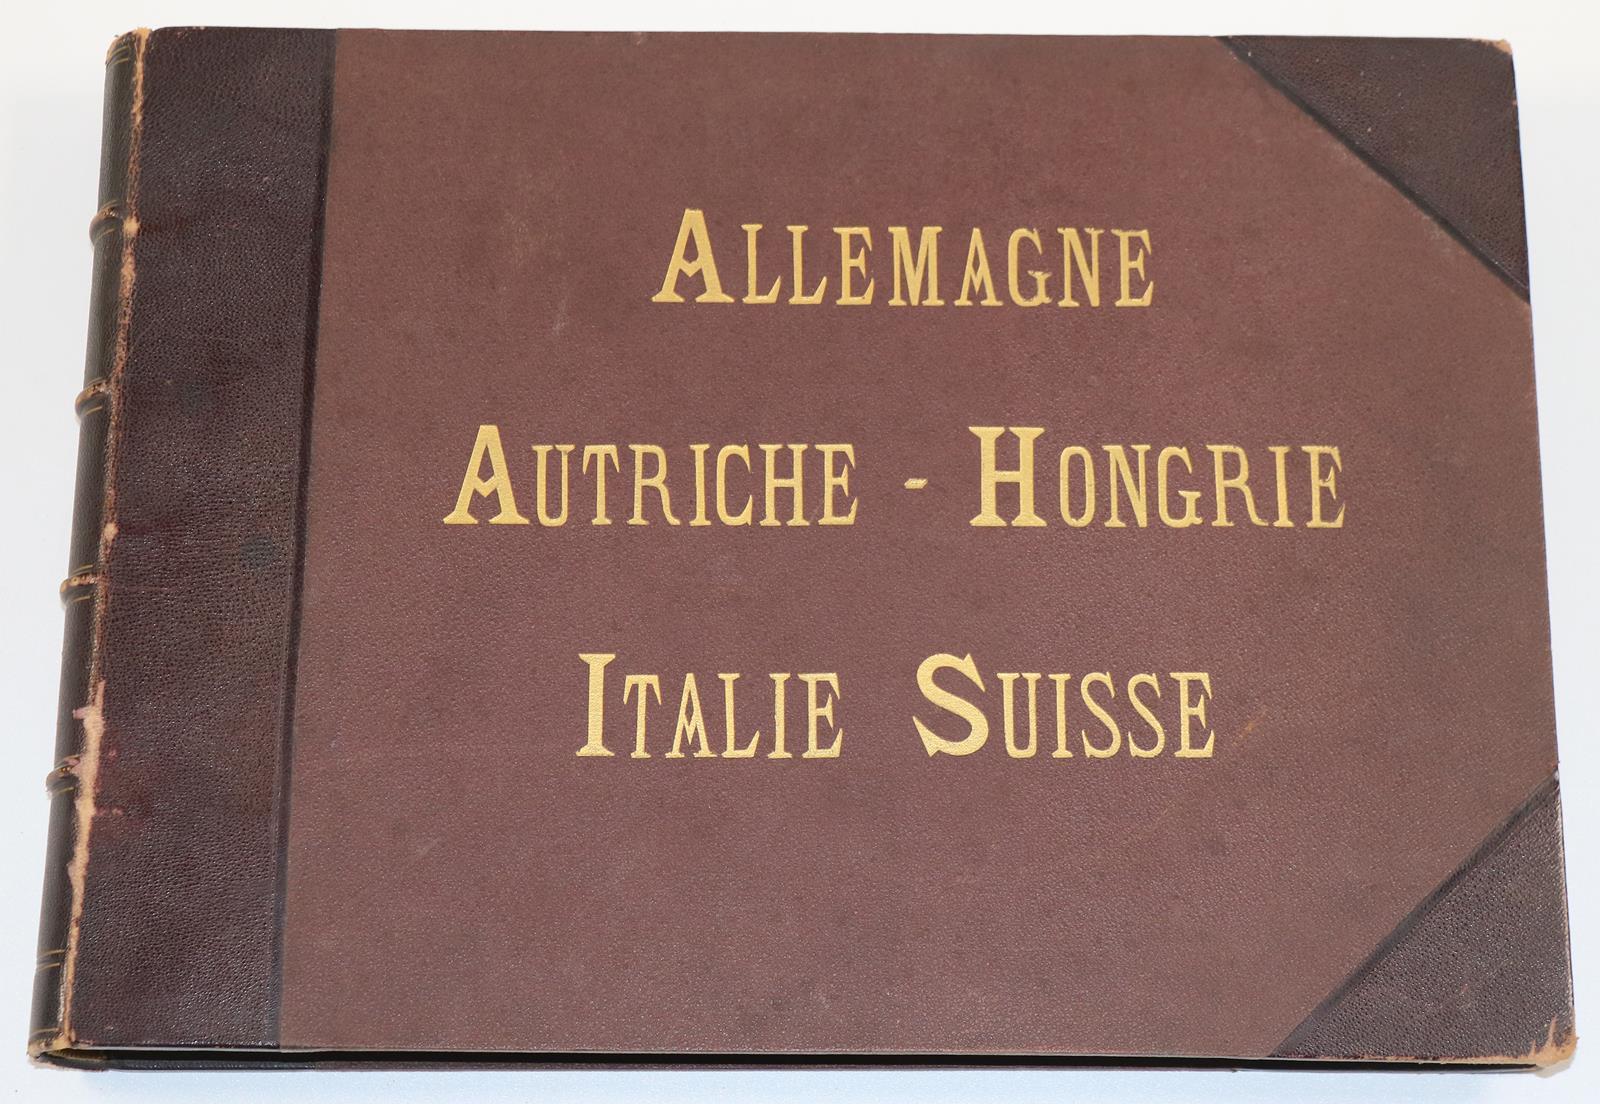 ALLEMAGNE
AUTRICHE - HONGRIE
ITALIE SUISSE